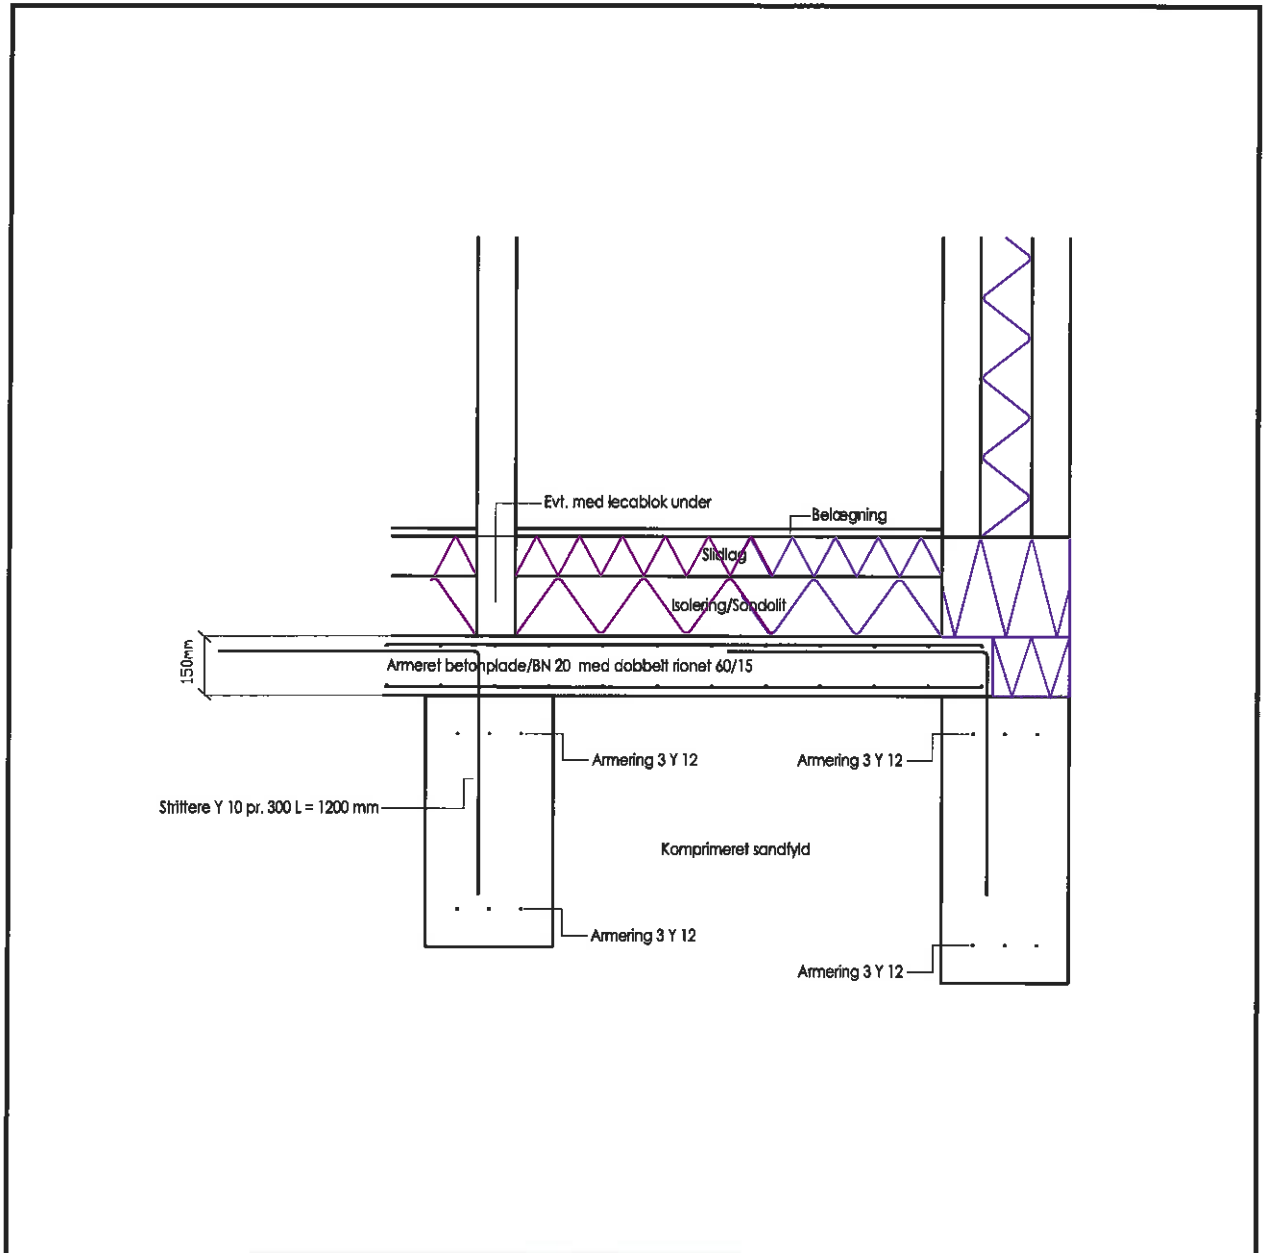 Evt. med lecablok under
Belægning
Slidlag
Isolering/Sandolit
150mm
Armeret betonplade/BN 20 med dobbelt rionet 60/15
Armering 3 Y 12
Armering 3 Y 12
Strittere Y 10 pr. 300 L = 1200 mm
Komprimeret sandfyld
Armering 3 Y 12
Armering 3 Y 12